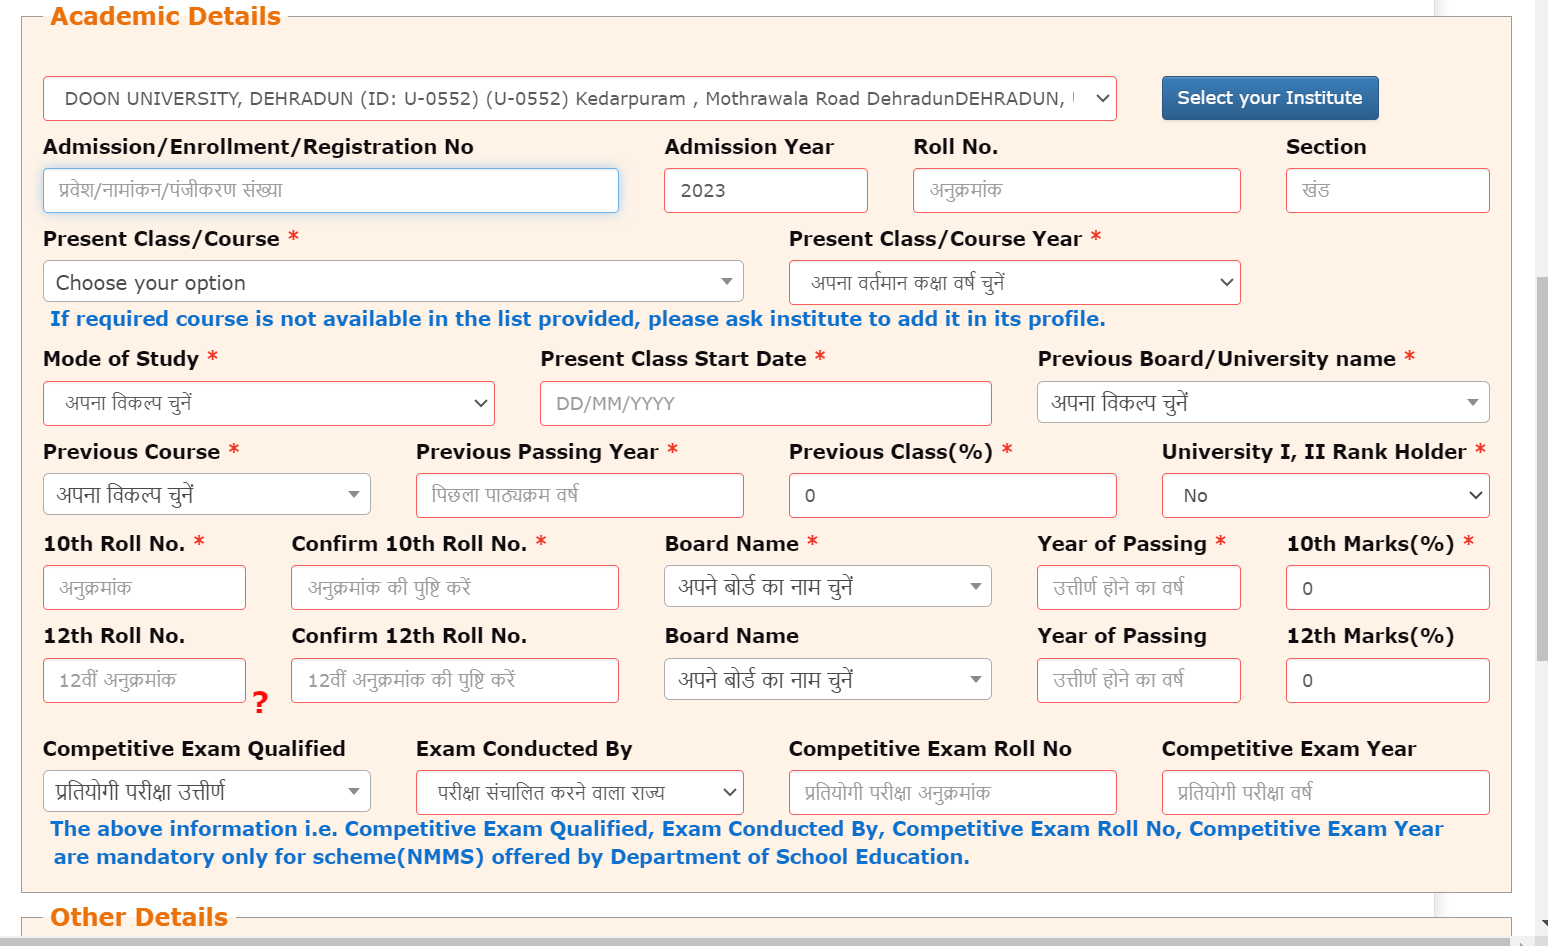 Academic Details
DOON UNIVERSITY, DEHRADUN (ID: U-0552) (U-0552) Kedarpuram , Mothrawala Road DehradunDEHRADUN,
Select your Institute
Admission/Enrollment/Registration No
Admission Year
Roll No.
Section
प्रवेश/नामांकन/पंजीकरण संख्या
2023
अनुक्रमांक
खंड
Present Class/Course *
Present Class/Course Year *
Choose your option
अपना वर्तमान कक्षा वर्ष चुनें
If required course is not available in the list provided, please ask institute to add it in its profile.
Mode of Study *
Present Class Start Date *
Previous Board/University name *
अपना विकल्प चुनें
DD/MM/YYYY
अपना विकल्प चुनें
Previous Course *
Previous Passing Year *
Previous Class(%) *
University I, II Rank Holder *
अपना विकल्प चुनें
पिछला पाठ्यक्रम वर्ष
0
No
10th Roll No. *
Confirm 10th Roll No. *
Board Name *
Year of Passing *
10th Marks(%) *
अनुक्रमांक
अनुक्रमांक की पुष्टि करें
अपने बोर्ड का नाम चुनें
उत्तीर्ण होने का वर्ष
0
12th Roll No.
Confirm 12th Roll No.
Board Name
Year of Passing
12th Marks(%)
12वीं अनुक्रमांक
?
12वीं अनुक्रमांक की पुष्टि करें
अपने बोर्ड का नाम चुनें
उत्तीर्ण होने का वर्ष
0
Competitive Exam Qualified
Exam Conducted By
Competitive Exam Roll No
Competitive Exam Year
प्रतियोगी परीक्षा उत्तीर्ण
परीक्षा संचालित करने वाला राज्य
प्रतियोगी परीक्षा अनुक्रमांक
प्रतियोगी परीक्षा वर्ष
The above information i.e. Competitive Exam Qualified, Exam Conducted By, Competitive Exam Roll No, Competitive Exam Year
are mandatory only for scheme(NMMS) offered by Department of School Education.
Other Details